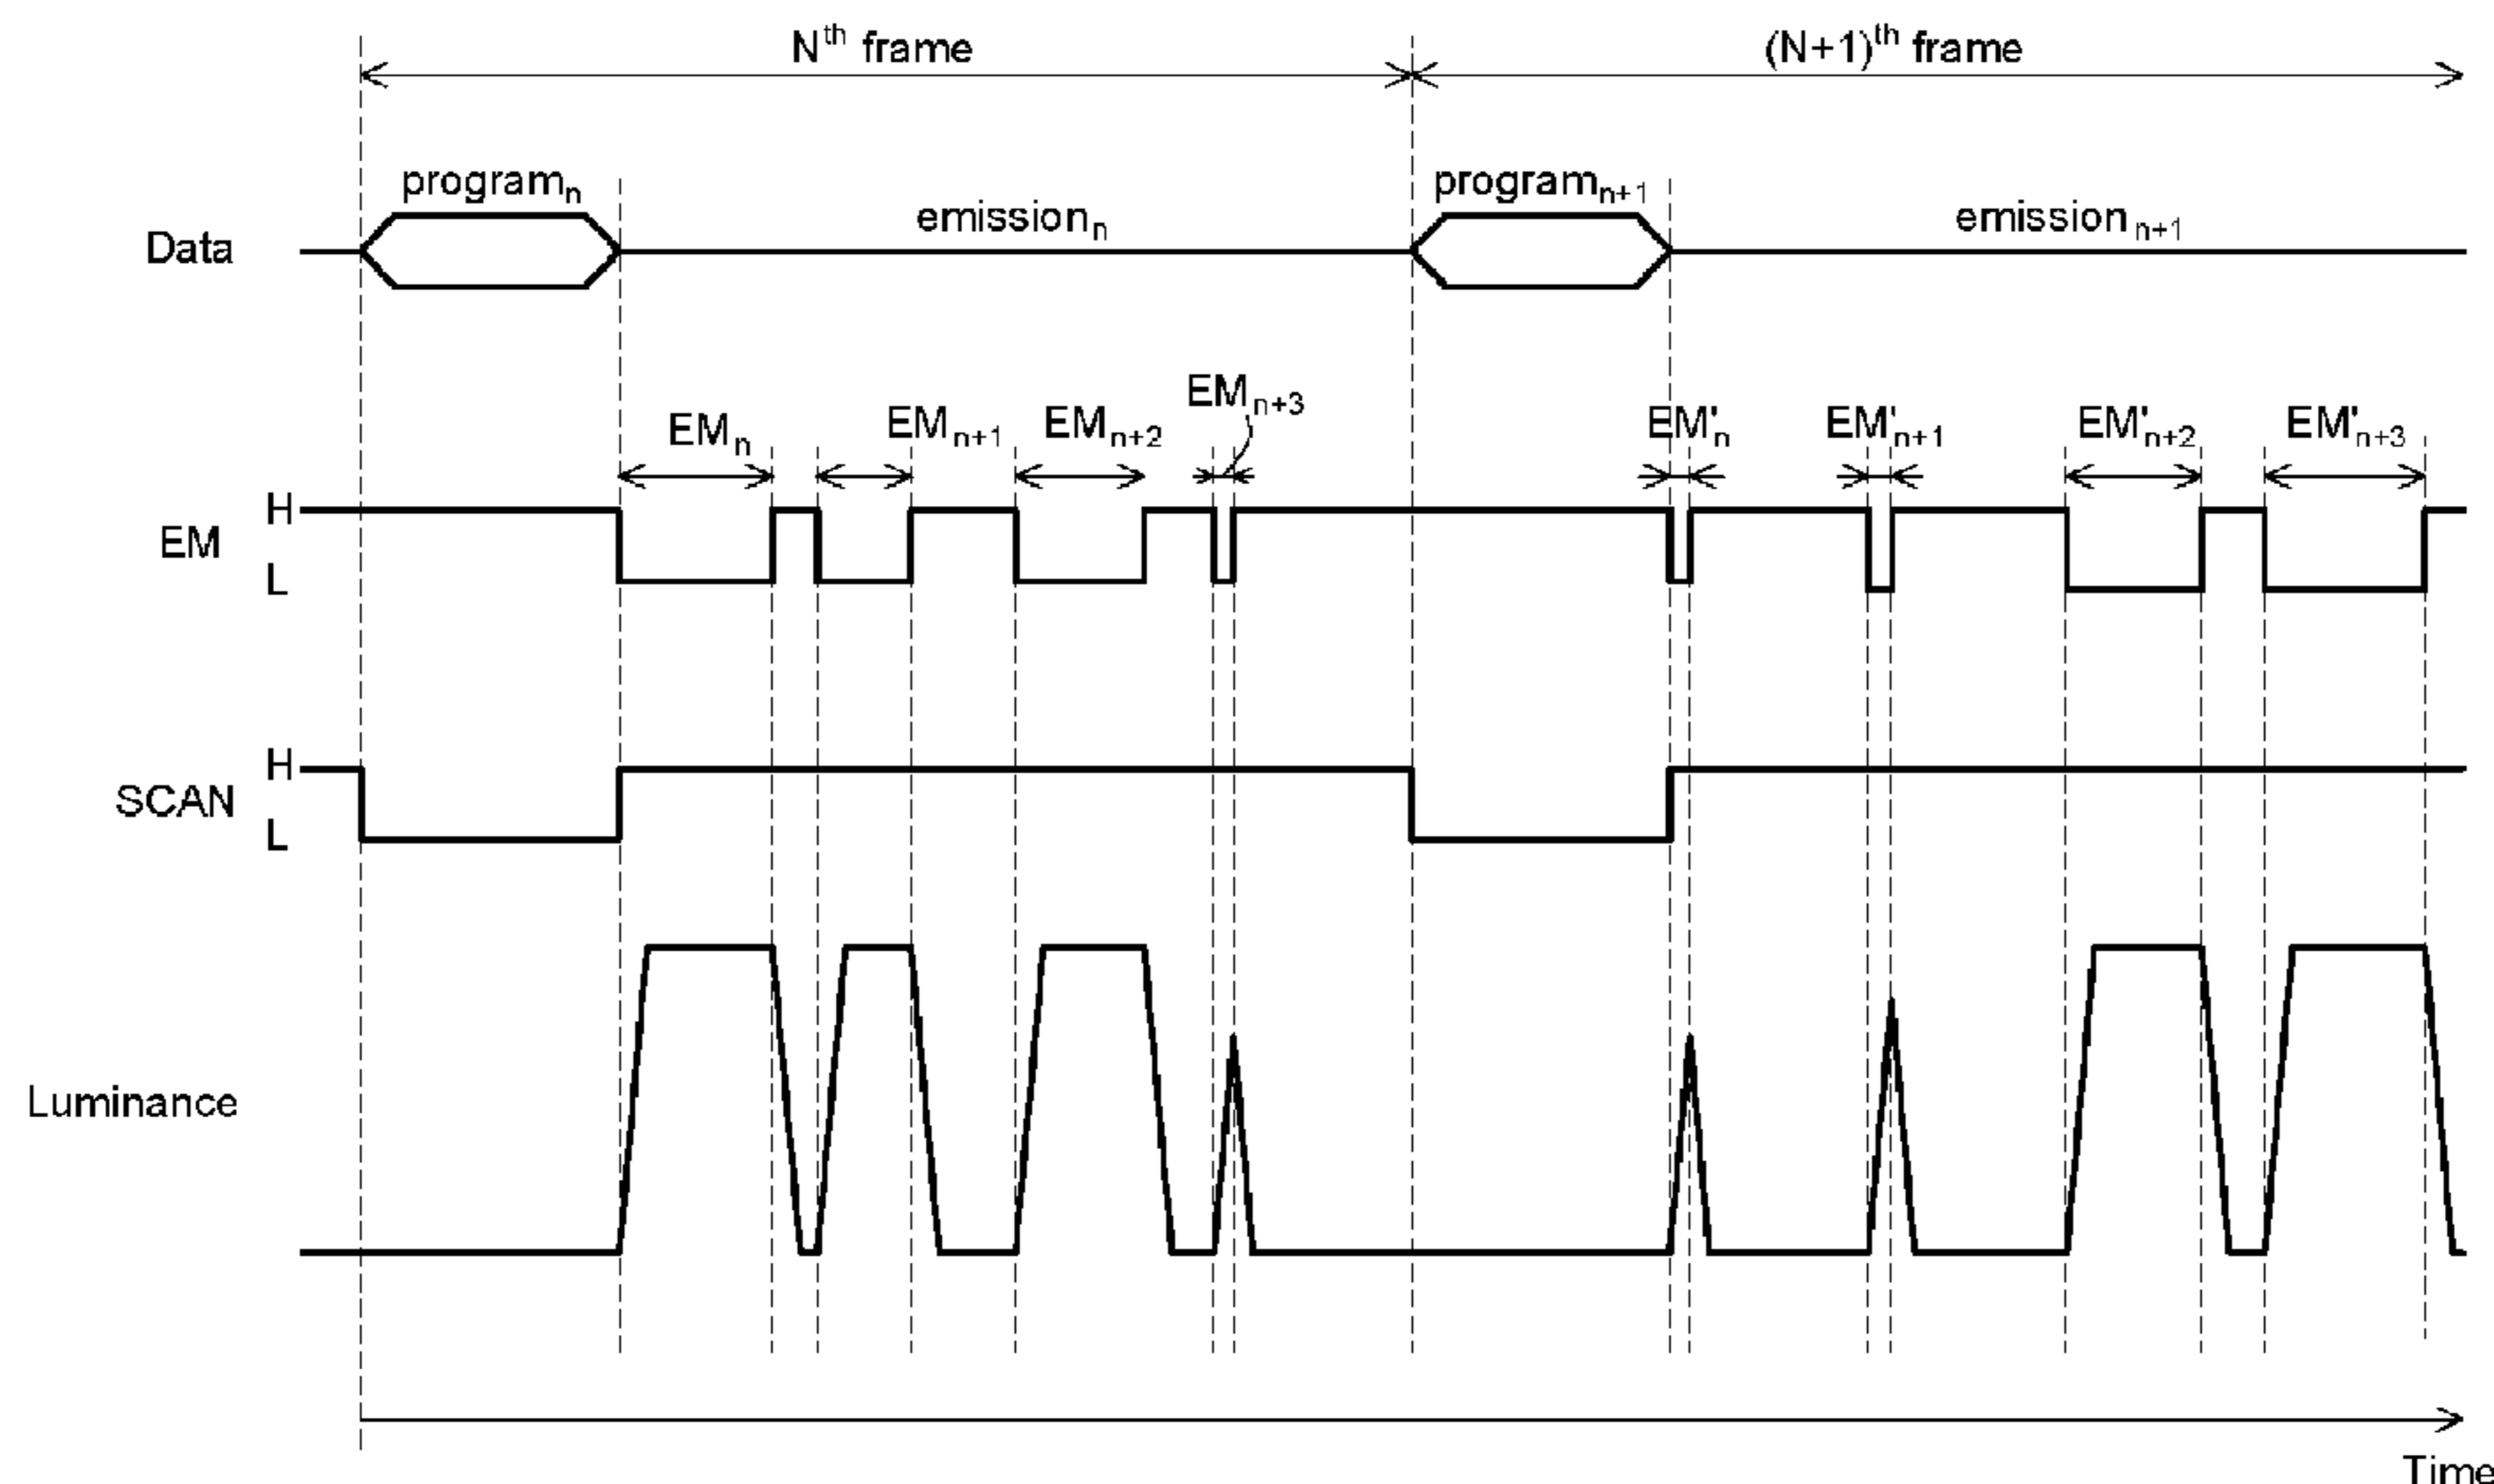 Nth frame
(N+1)th frame
programn
programn+1
Data
emissionn
emissionn+1
EMn
EMn+1
EMn+2
EMn+3
EM'n
EM'n+1
EM'n+2
EM'n+3
H
EM
L
H
SCAN
L
Luminance
Time